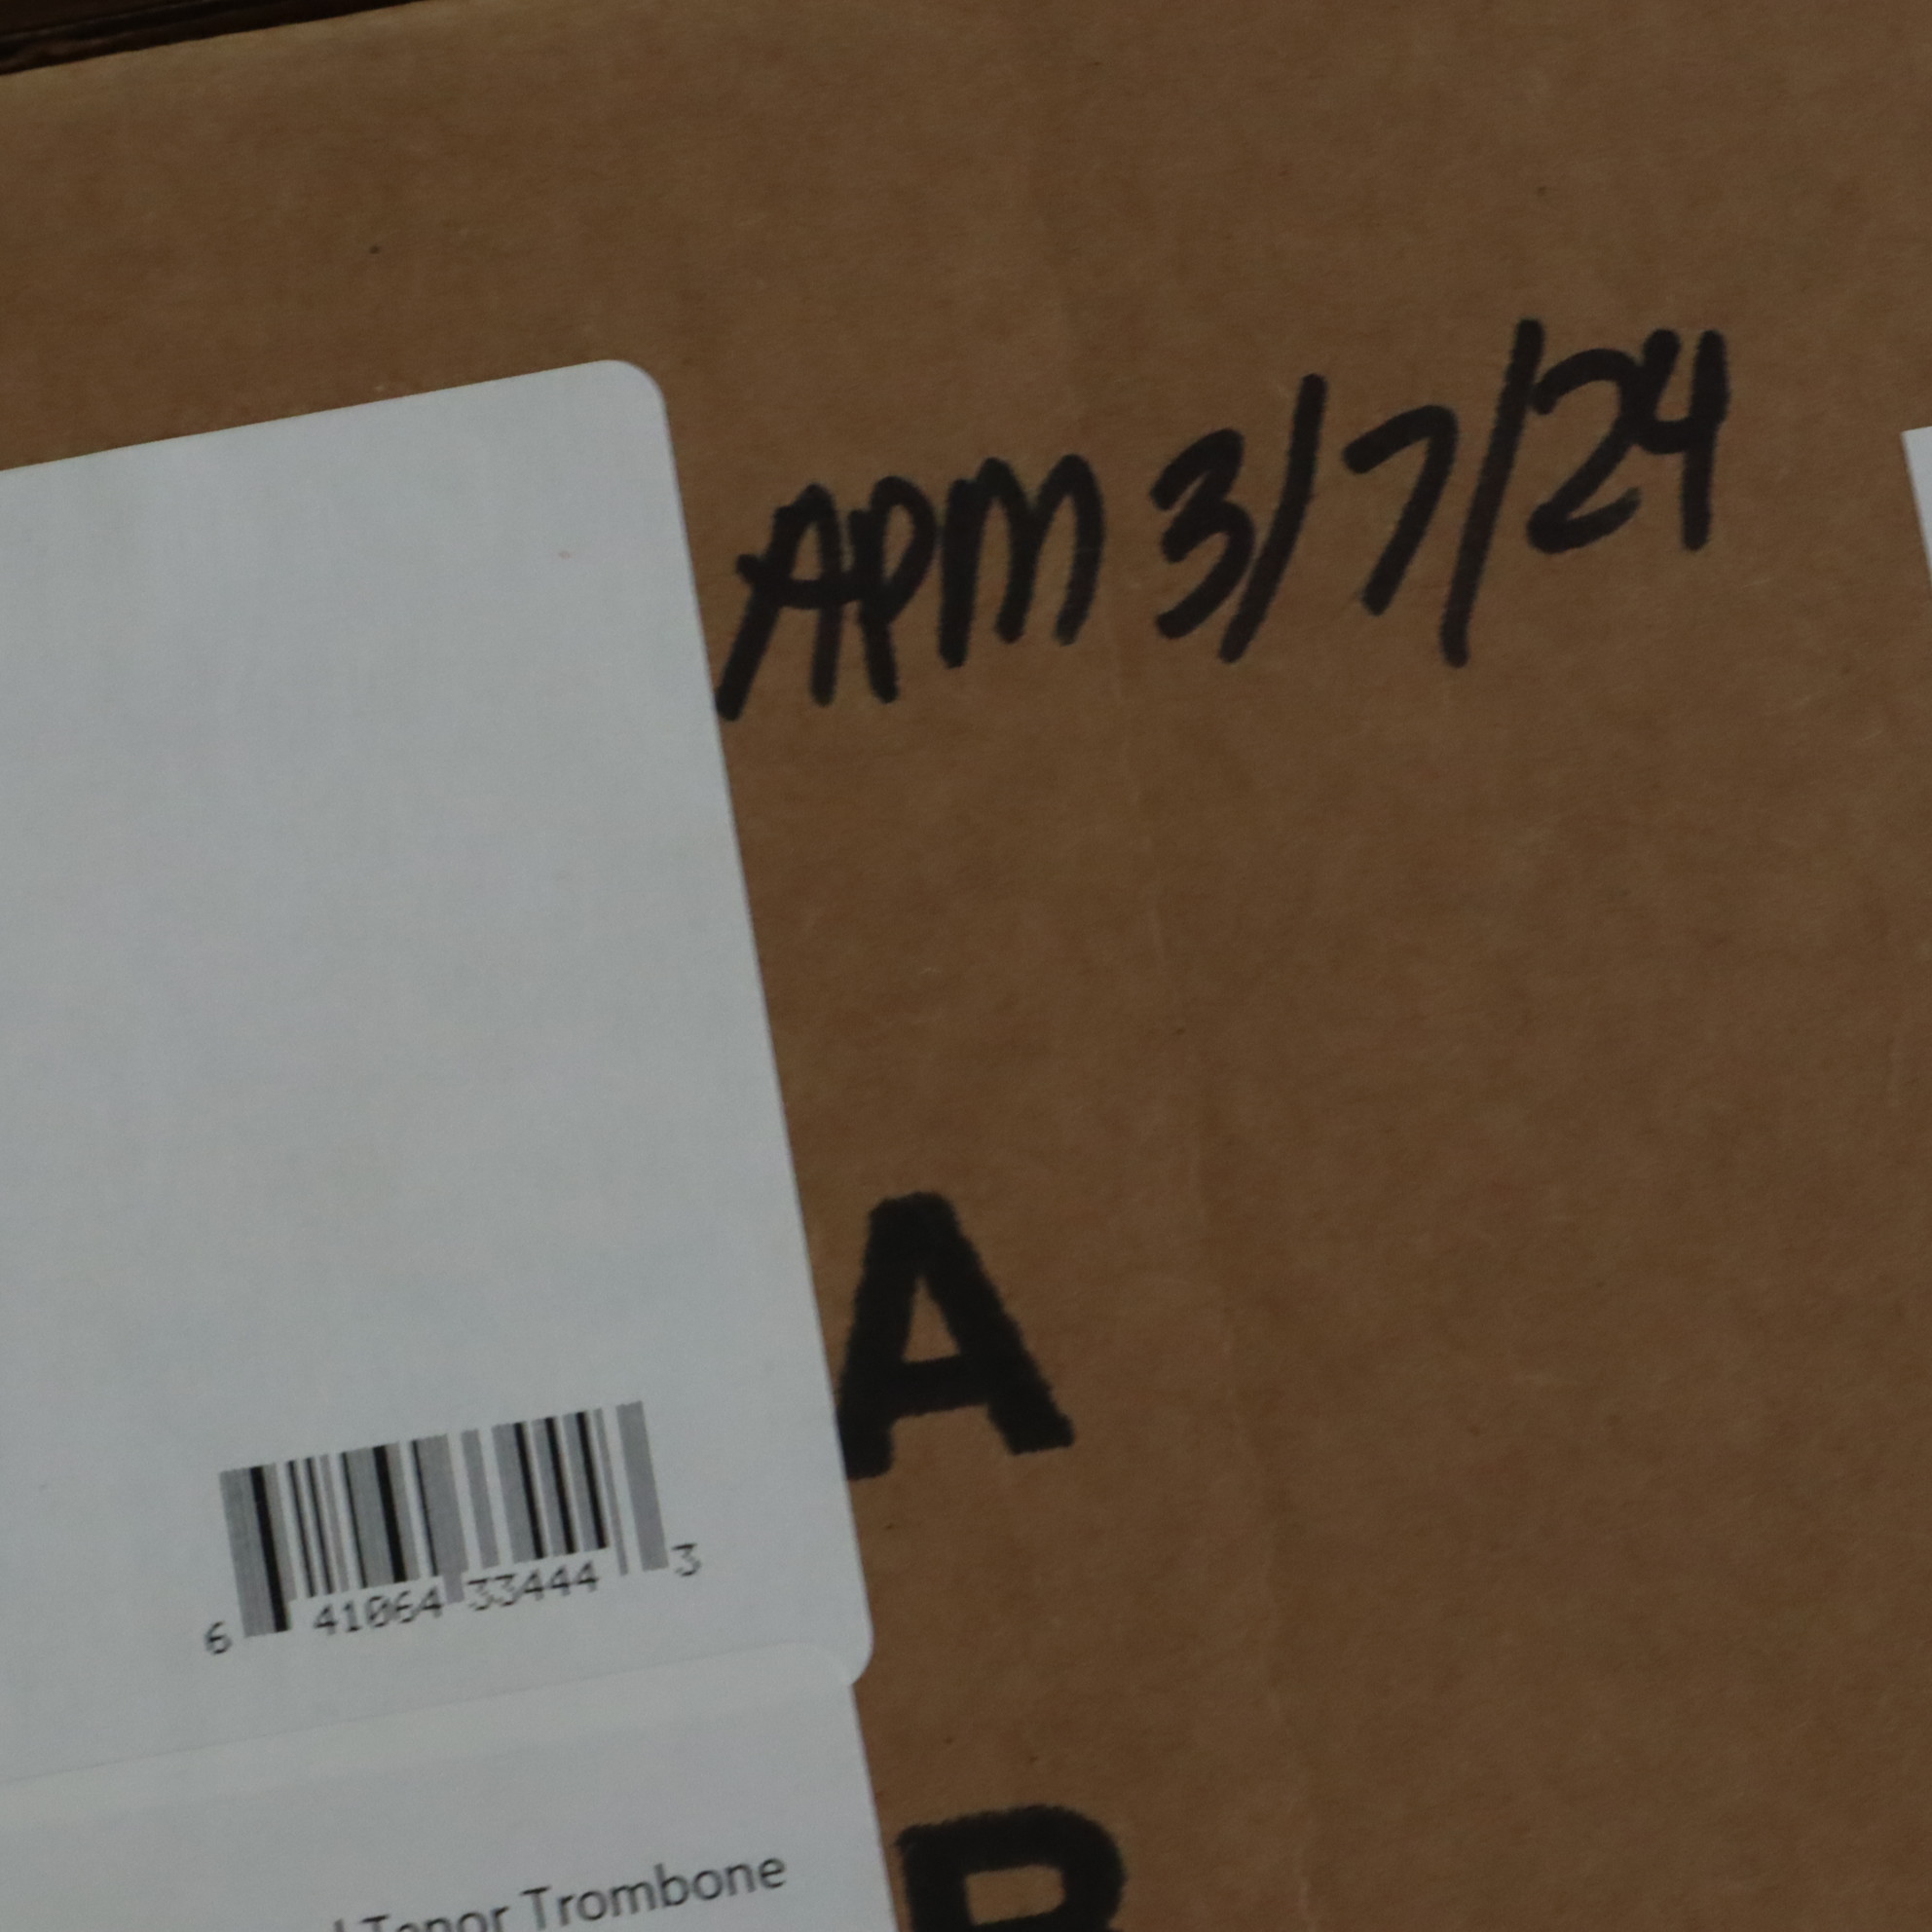 APM 3/7/24
A
6 41064 33444 3
B
Tenor Trombone